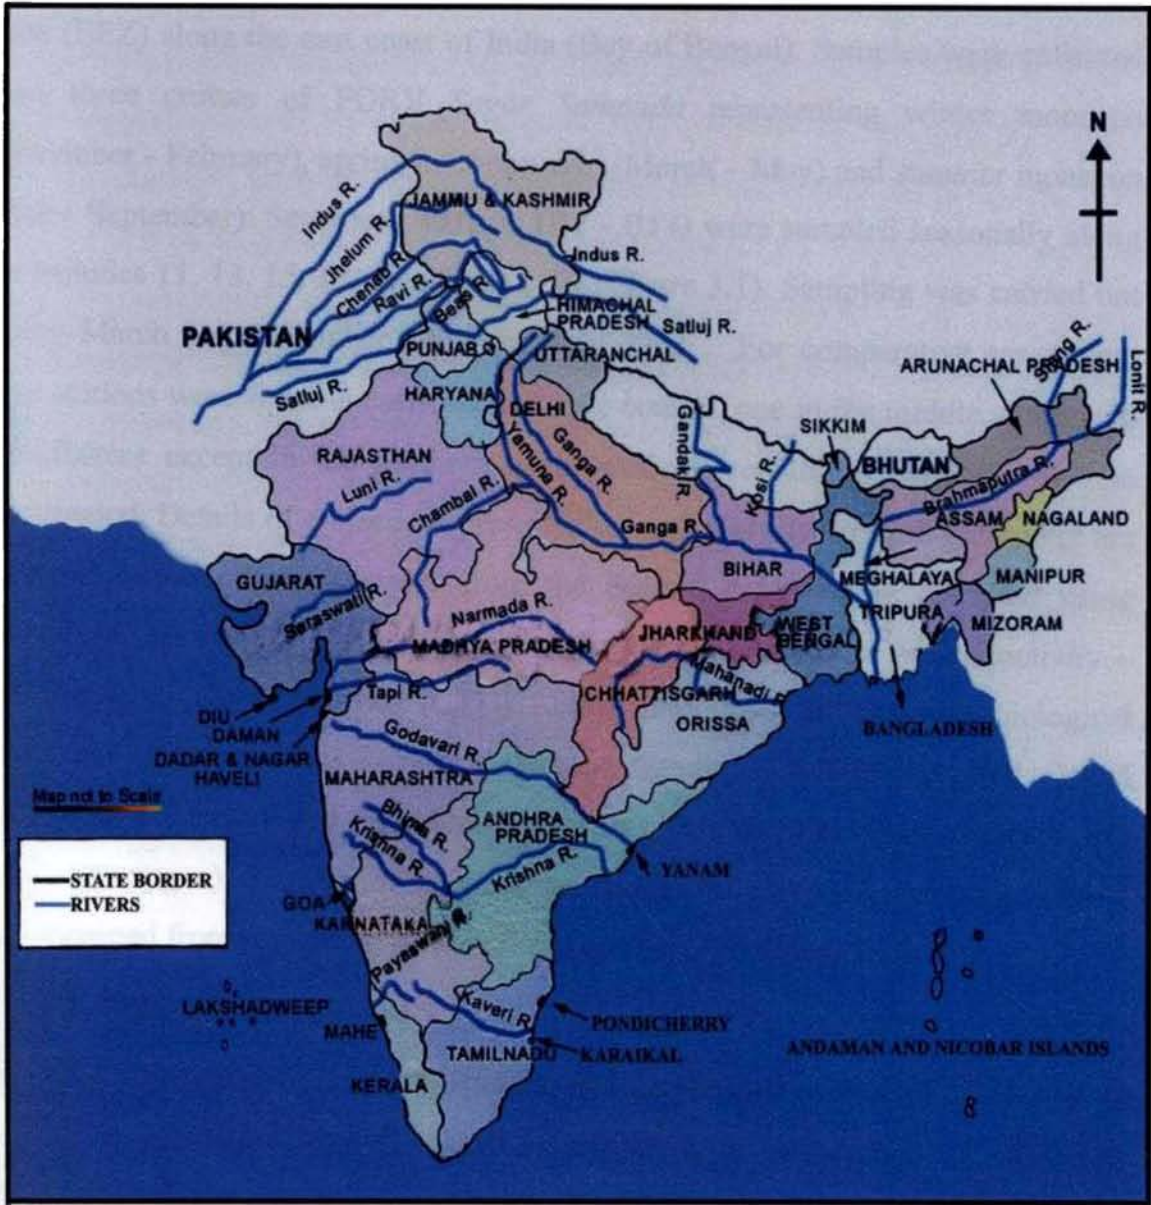 N
Indus R.
Jhelum R.
Chenab R.
Ravi R.
Beas R.
JAMMU & KASHMIR
Indus R.
HIMACHAL
PRADESH
Satluj R.
PAKISTAN
PUNJAB
UTTARANCHAL
Satluj R.
HARYANA
DELHI
ARUNACHAL PRADESH
Lohit R.
SIKKIM
BHUTAN
RAJASTHAN
Luni R.
Chambal R.
Yamuna R.
Ganga R.
Gandak R.
Kosi R.
Brahmaputra R.
ASSAM
NAGALAND
Ganga R.
BIHAR
MEGHALAYA
MANIPUR
GUJARAT
Saraswati R.
Narmada R.
MADHYA PRADESH
JHARKHAND
WEST
BENGAL
TRIPURA
MIZORAM
Tapi R.
CHHATTISGARH
Mahanadi R.
ORISSA
BANGLADESH
DIU
DAMAN
DADAR & NAGAR
HAVELI
Godavari R.
MAHARASHTRA
Map not to Scale
Bhima R.
Krishna R.
ANDHRA
PRADESH
Krishna R.
YANAM
STATE BORDER
RIVERS
GOA
KARNATAKA
Payaswani R.
LAKSHADWEEP
MAHE
Kaveri R.
PONDICHERRY
KARAIKAL
TAMILNADU
KERALA
ANDAMAN AND NICOBAR ISLANDS